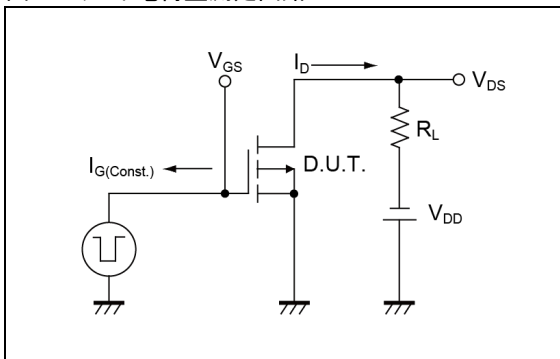 V_GS
I_D
V_DS
R_L
I_G(Const.)
D.U.T.
V_DD